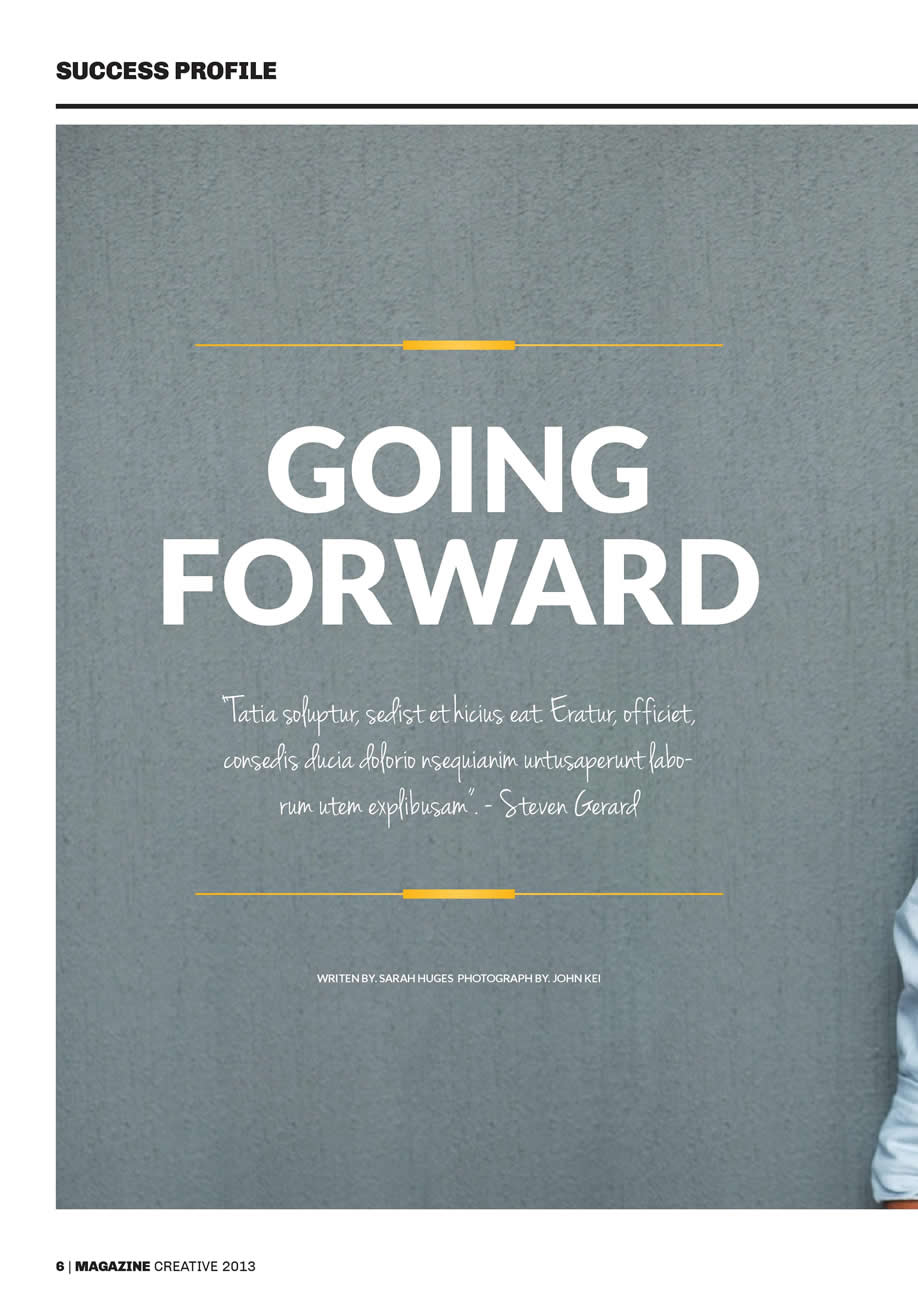 SUCCESS PROFILE
GOING
FORWARD
"Tatia soluptur, sedist et hicius eat. Eratur, officiet,
consedis ducia dolorio nsequianim untusaperunt labo-
rum utem explibusam". - Steven Gerard
WRITEN BY. SARAH HUGES PHOTOGRAPH BY. JOHN KEI
6 | MAGAZINE CREATIVE 2013